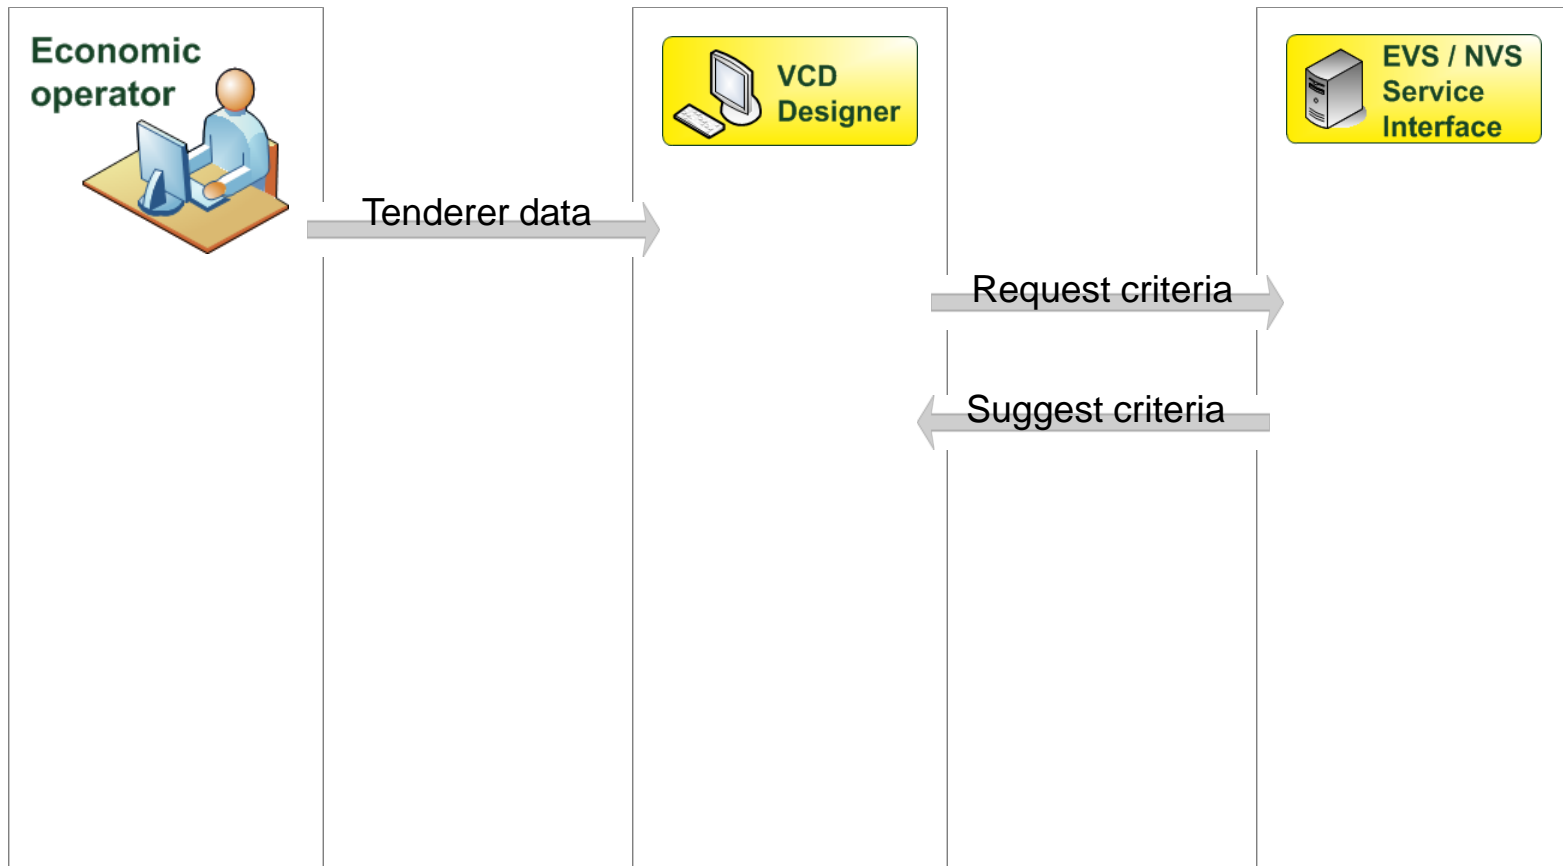 Economic
operator
VCD
Designer
EVS / NVS
Service
Interface
Tenderer data
Request criteria
Suggest criteria